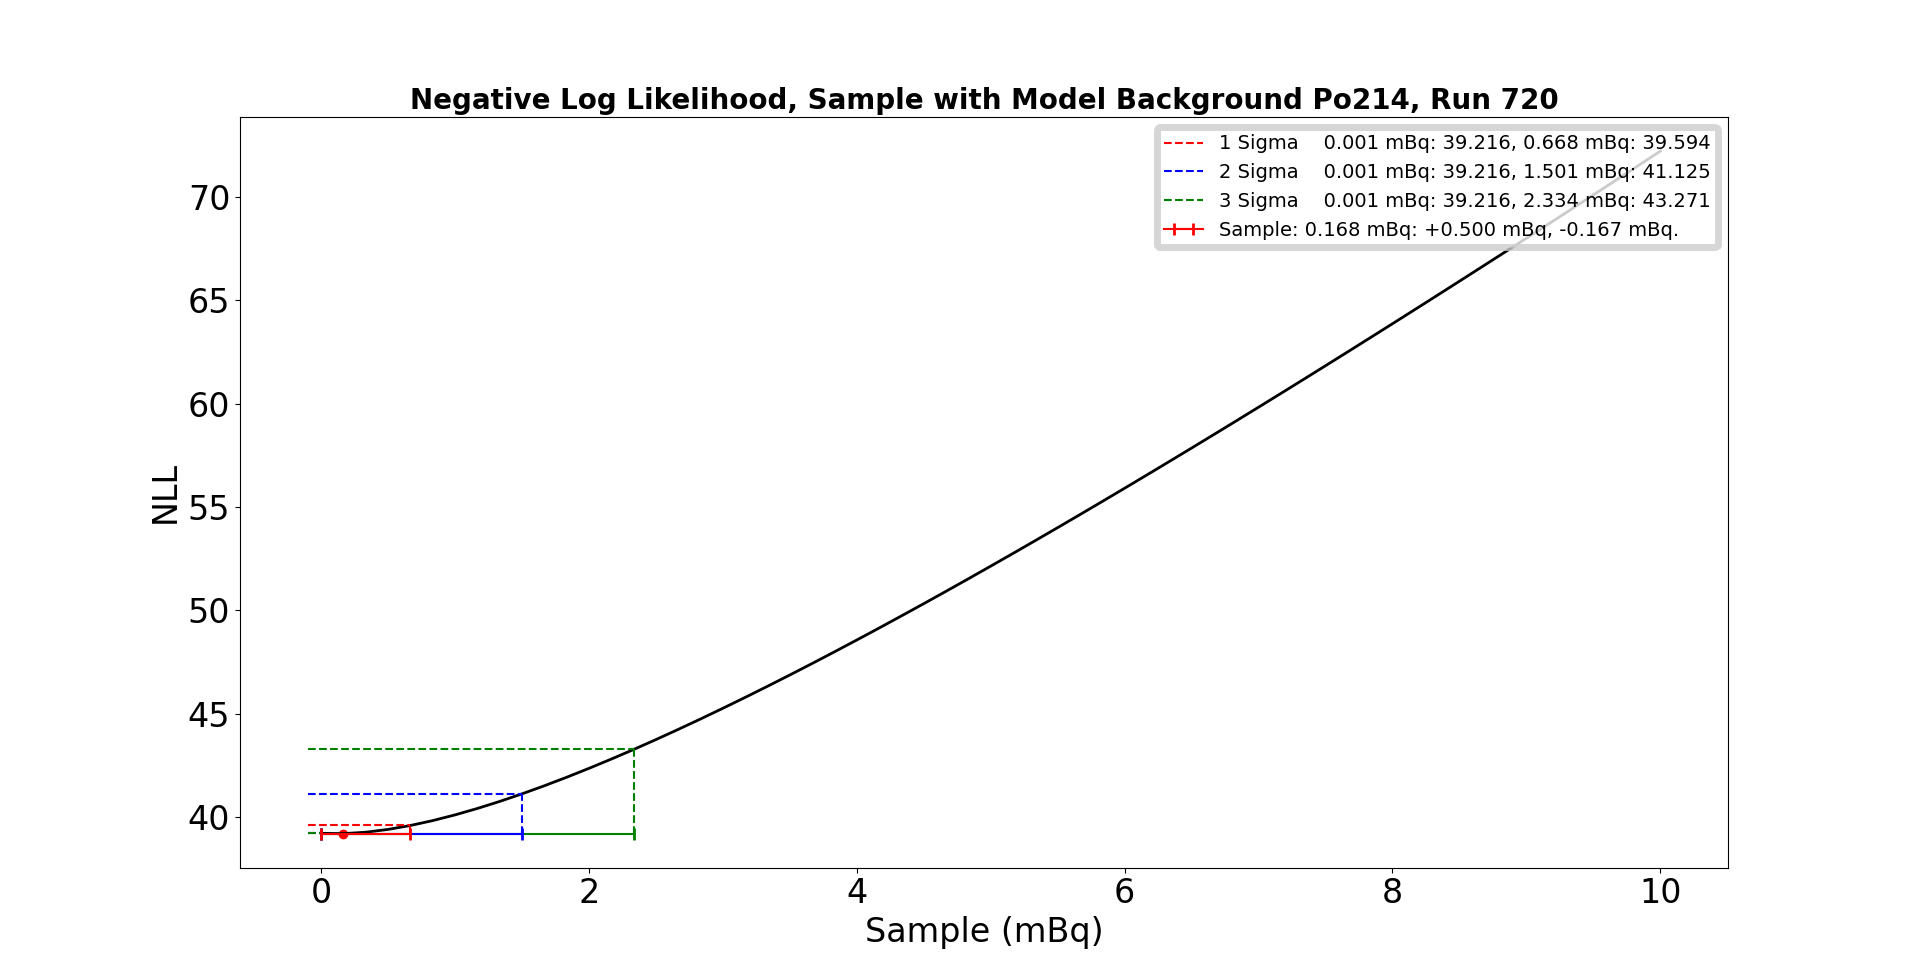 Negative Log Likelihood, Sample with Model Background Po214, Run 720
1 Sigma    0.001 mBq: 39.216, 0.668 mBq: 39.594
2 Sigma    0.001 mBq: 39.216, 1.501 mBq: 41.125
3 Sigma    0.001 mBq: 39.216, 2.334 mBq: 43.271
Sample: 0.168 mBq: +0.500 mBq, -0.167 mBq.
NLL
70
65
60
55
50
45
40
0 2 4 6 8 10
Sample (mBq)